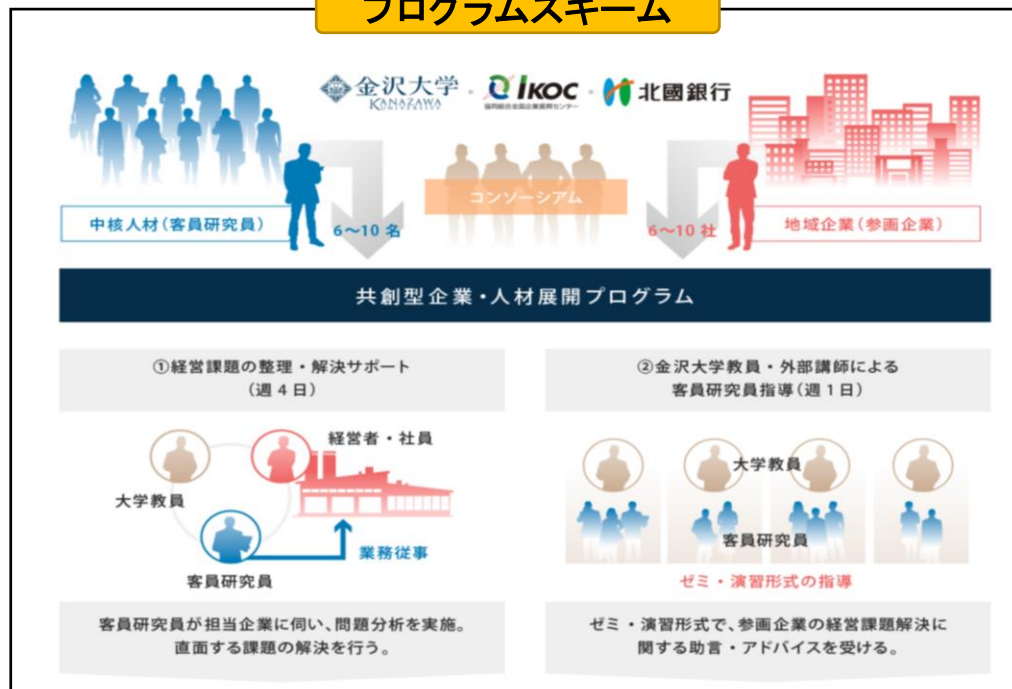 プログラムスキーム
金沢大学
KANAZAWA
IKOC
北國銀行
コンソーシアム
中核人材(客員研究員)
6〜10名
6〜10社
地域企業(参画企業)
共創型企業・人材展開プログラム
①経営課題の整理・解決サポート
(週4日)
経営者・社員
大学教員
業務従事
客員研究員
客員研究員が担当企業に伺い、問題分析を実施。
直面する課題の解決を行う。
②金沢大学教員・外部講師による
客員研究員指導(週1日)
大学教員
客員研究員
ゼミ・演習形式の指導
ゼミ・演習形式で、参画企業の経営課題解決に
関する助言・アドバイスを受ける。